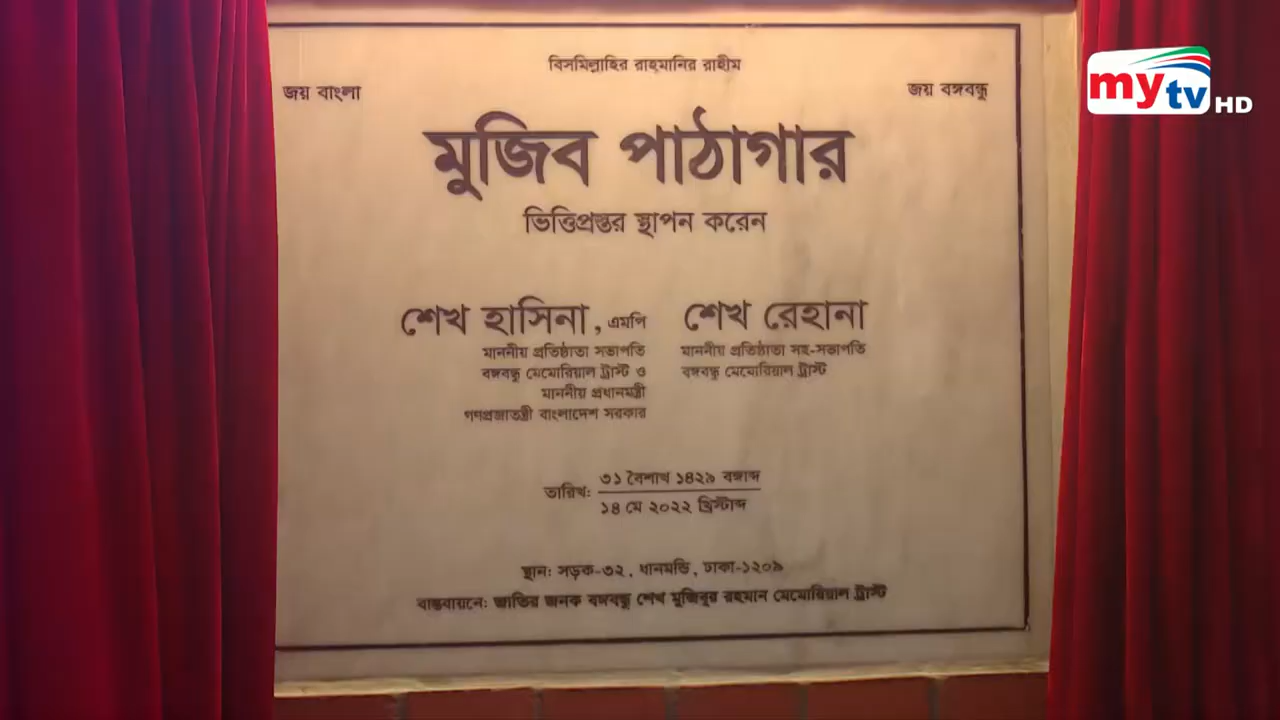 বিসমিল্লাহির রাহমানির রাহীম
জয় বাংলা
জয় বঙ্গবন্ধু
মুজিব পাঠাগার
ভিত্তিপ্রস্তর স্থাপন করেন
শেখ হাসিনা, এমপি
মাননীয় প্রতিষ্ঠাতা সভাপতি
বঙ্গবন্ধু মেমোরিয়াল ট্রাস্ট ও
মাননীয় প্রধানমন্ত্রী
গণপ্রজাতন্ত্রী বাংলাদেশ সরকার
শেখ রেহানা
মাননীয় প্রতিষ্ঠাতা সহ-সভাপতি
বঙ্গবন্ধু মেমোরিয়াল ট্রাস্ট
তারিখ: ৩১ বৈশাখ ১৪২৯ বঙ্গাব্দ
১৪ মে ২০২২ খ্রিস্টাব্দ
স্থান: সড়ক-৩২, ধানমন্ডি, ঢাকা-১২০৯
বাস্তবায়নে: জাতির জনক বঙ্গবন্ধু শেখ মুজিবুর রহমান মেমোরিয়াল ট্রাস্ট
mytv HD